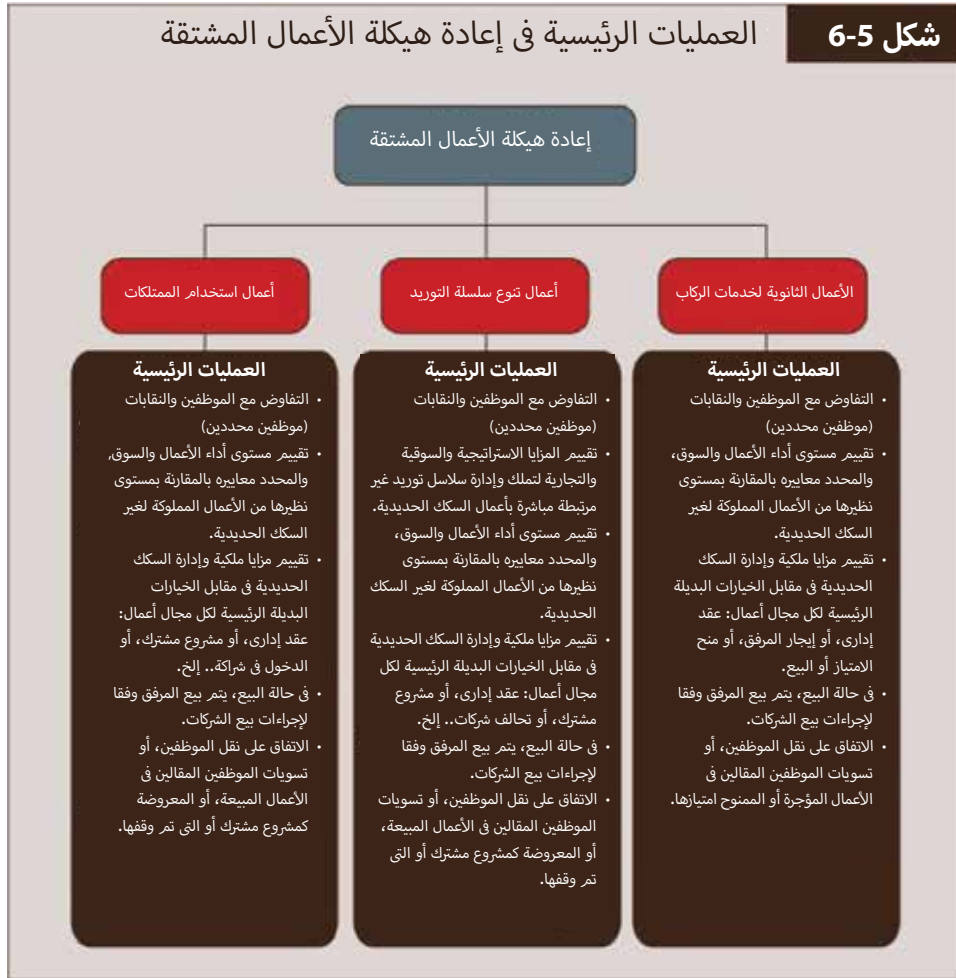 شكل 5-6 العمليات الرئيسية فى إعادة هيكلة الأعمال المشتقة
إعادة هيكلة الأعمال المشتقة
الأعمال الثانوية لخدمات الركاب
العمليات الرئيسية
• التفاوض مع الموظفين والنقابات
(موظفين محددين)
• تقييم مستوى أداء الأعمال والسوق،
والمحدد معاييره بالمقارنة بمستوى
نظيرها من الأعمال المملوكة لغير
السكك الحديدية.
• تقييم مزايا ملكية وإدارة السكك
الحديدية فى مقابل الخيارات البديلة
الرئيسية لكل مجال أعمال: عقد
إدارى، أو إيجار المرفق، أو منح
الامتياز أو البيع.
• فى حالة البيع، يتم بيع المرفق وفقا
لإجراءات بيع الشركات.
• الاتفاق على نقل الموظفين، أو
تسويات الموظفين المقالين فى
الأعمال المؤجرة أو الممنوح امتيازها.
أعمال تنوع سلسلة التوريد
العمليات الرئيسية
• التفاوض مع الموظفين والنقابات
(موظفين محددين)
• تقييم المزايا الاستراتيجية والسوقية
والتجارية لتملك وإدارة سلاسل توريد غير
مرتبطة مباشرة بأعمال السكك الحديدية.
• تقييم مستوى أداء الأعمال والسوق،
والمحدد معاييره بالمقارنة بمستوى
نظيرها من الأعمال المملوكة لغير السكك
الحديدية.
• تقييم مزايا ملكية وإدارة السكك الحديدية
فى مقابل الخيارات البديلة الرئيسية لكل
مجال أعمال: عقد إدارى، أو مشروع
مشترك، أو تحالف شركات.. إلخ.
• فى حالة البيع، يتم بيع المرفق وفقا
لإجراءات بيع الشركات.
• الاتفاق على نقل الموظفين، أو تسويات
الموظفين المقالين فى الأعمال المبيعة،
أو المعروضة كمشروع مشترك أو التى
تم وقفها.
أعمال استخدام الممتلكات
العمليات الرئيسية
• التفاوض مع الموظفين والنقابات
(موظفين محددين)
• تقييم مستوى أداء الأعمال والسوق,
والمحدد معاييره بالمقارنة بمستوى
نظيرها من الأعمال المملوكة لغير
السكك الحديدية.
• تقييم مزايا ملكية وإدارة السكك
الحديدية فى مقابل الخيارات
البديلة الرئيسية لكل مجال أعمال:
عقد إدارى، أو مشروع مشترك، أو
الدخول فى شراكة.. إلخ.
• فى حالة البيع، يتم بيع المرفق وفقا
لإجراءات بيع الشركات.
• الاتفاق على نقل الموظفين، أو
تسويات الموظفين المقالين فى
الأعمال المبيعة، أو المعروضة
كمشروع مشترك أو التى تم وقفها.